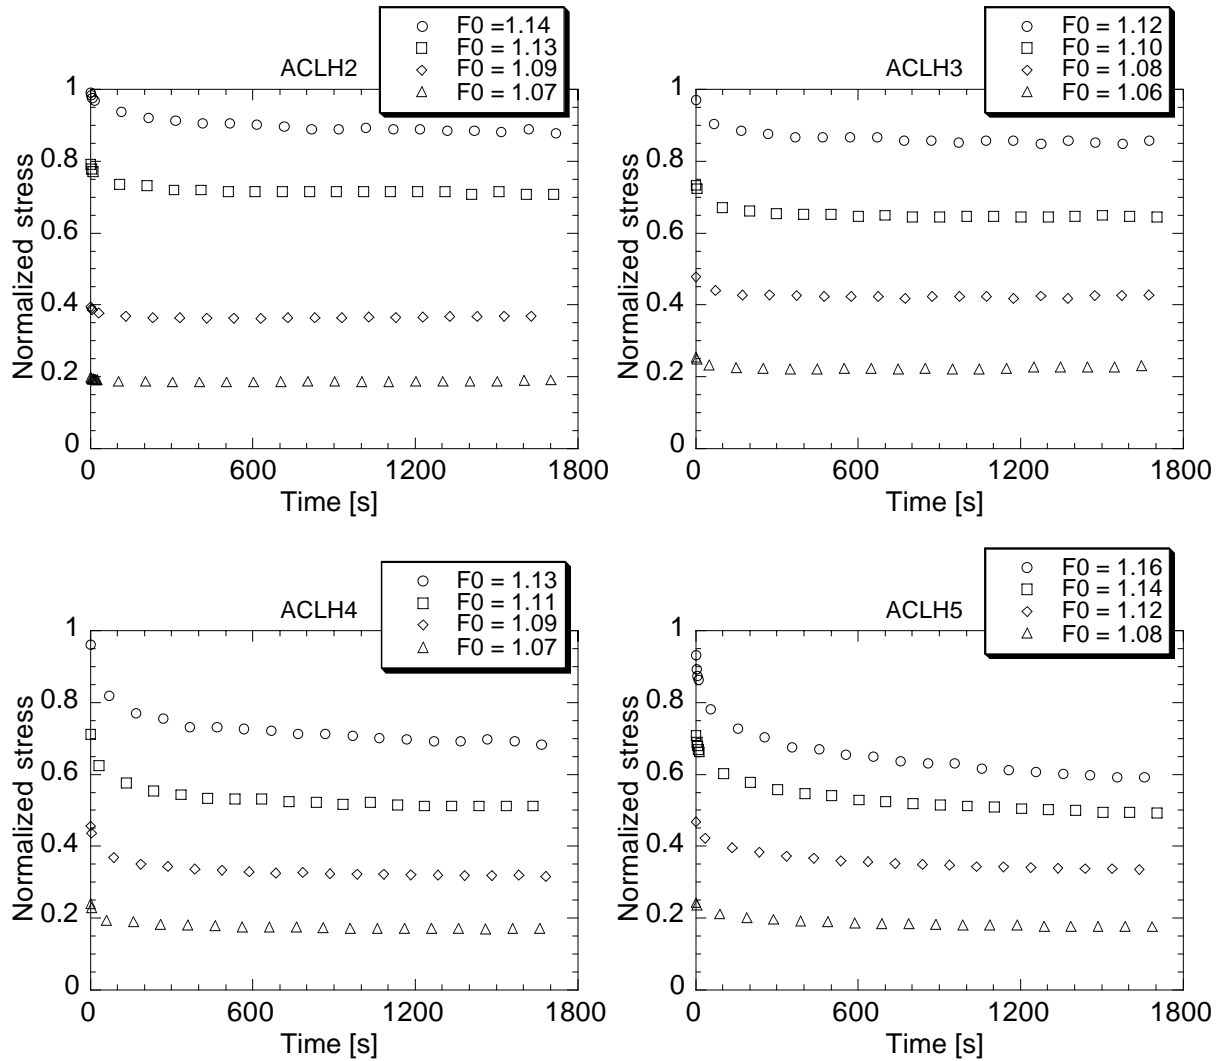 ACLH2
F0 =1.14
F0 = 1.13
F0 = 1.09
F0 = 1.07
Normalized stress
1
0.8
0.6
0.4
0.2
0
0 600 1200 1800
Time [s]
ACLH3
F0 = 1.12
F0 = 1.10
F0 = 1.08
F0 = 1.06
Normalized stress
1
0.8
0.6
0.4
0.2
0
0 600 1200 1800
Time [s]
ACLH4
F0 = 1.13
F0 = 1.11
F0 = 1.09
F0 = 1.07
Normalized stress
1
0.8
0.6
0.4
0.2
0
0 600 1200 1800
Time [s]
ACLH5
F0 = 1.16
F0 = 1.14
F0 = 1.12
F0 = 1.08
Normalized stress
1
0.8
0.6
0.4
0.2
0
0 600 1200 1800
Time [s]